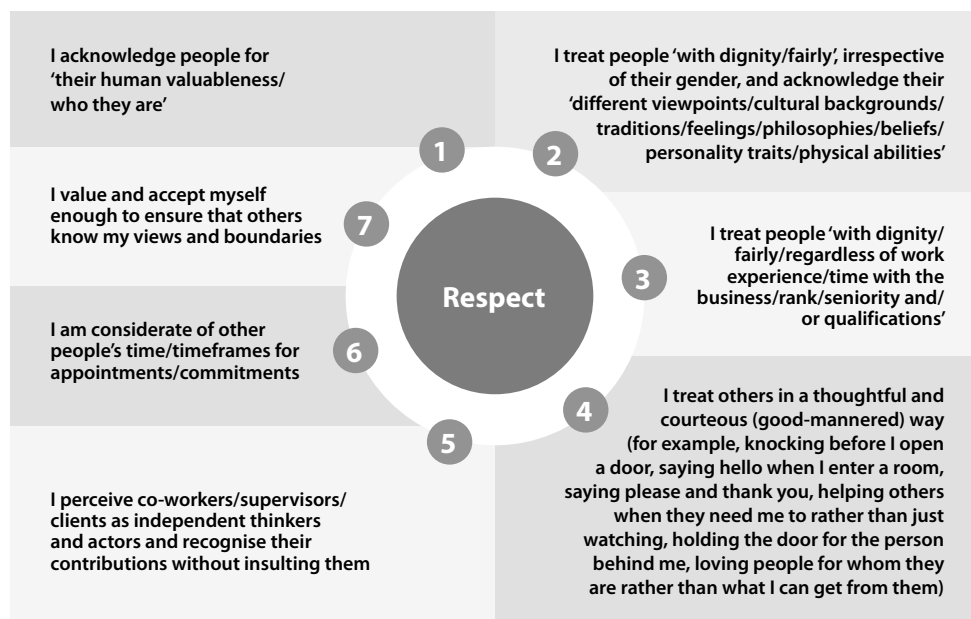 I acknowledge people for
‘their human valuableness/
who they are’
1
I treat people ‘with dignity/fairly’, irrespective
of their gender, and acknowledge their
‘different viewpoints/cultural backgrounds/
traditions/feelings/philosophies/beliefs/
personality traits/physical abilities’
2
I treat people ‘with dignity/
fairly/regardless of work
experience/time with the
business/rank/seniority and/
or qualifications’
3
I treat others in a thoughtful and
courteous (good-mannered) way
(for example, knocking before I open
a door, saying hello when I enter a room,
saying please and thank you, helping others
when they need me to rather than just
watching, holding the door for the person
behind me, loving people for whom they
are rather than what I can get from them)
4
I perceive co-workers/supervisors/
clients as independent thinkers
and actors and recognise their
contributions without insulting them
5
I am considerate of other
people’s time/timeframes for
appointments/commitments
6
I value and accept myself
enough to ensure that others
know my views and boundaries
7
Respect